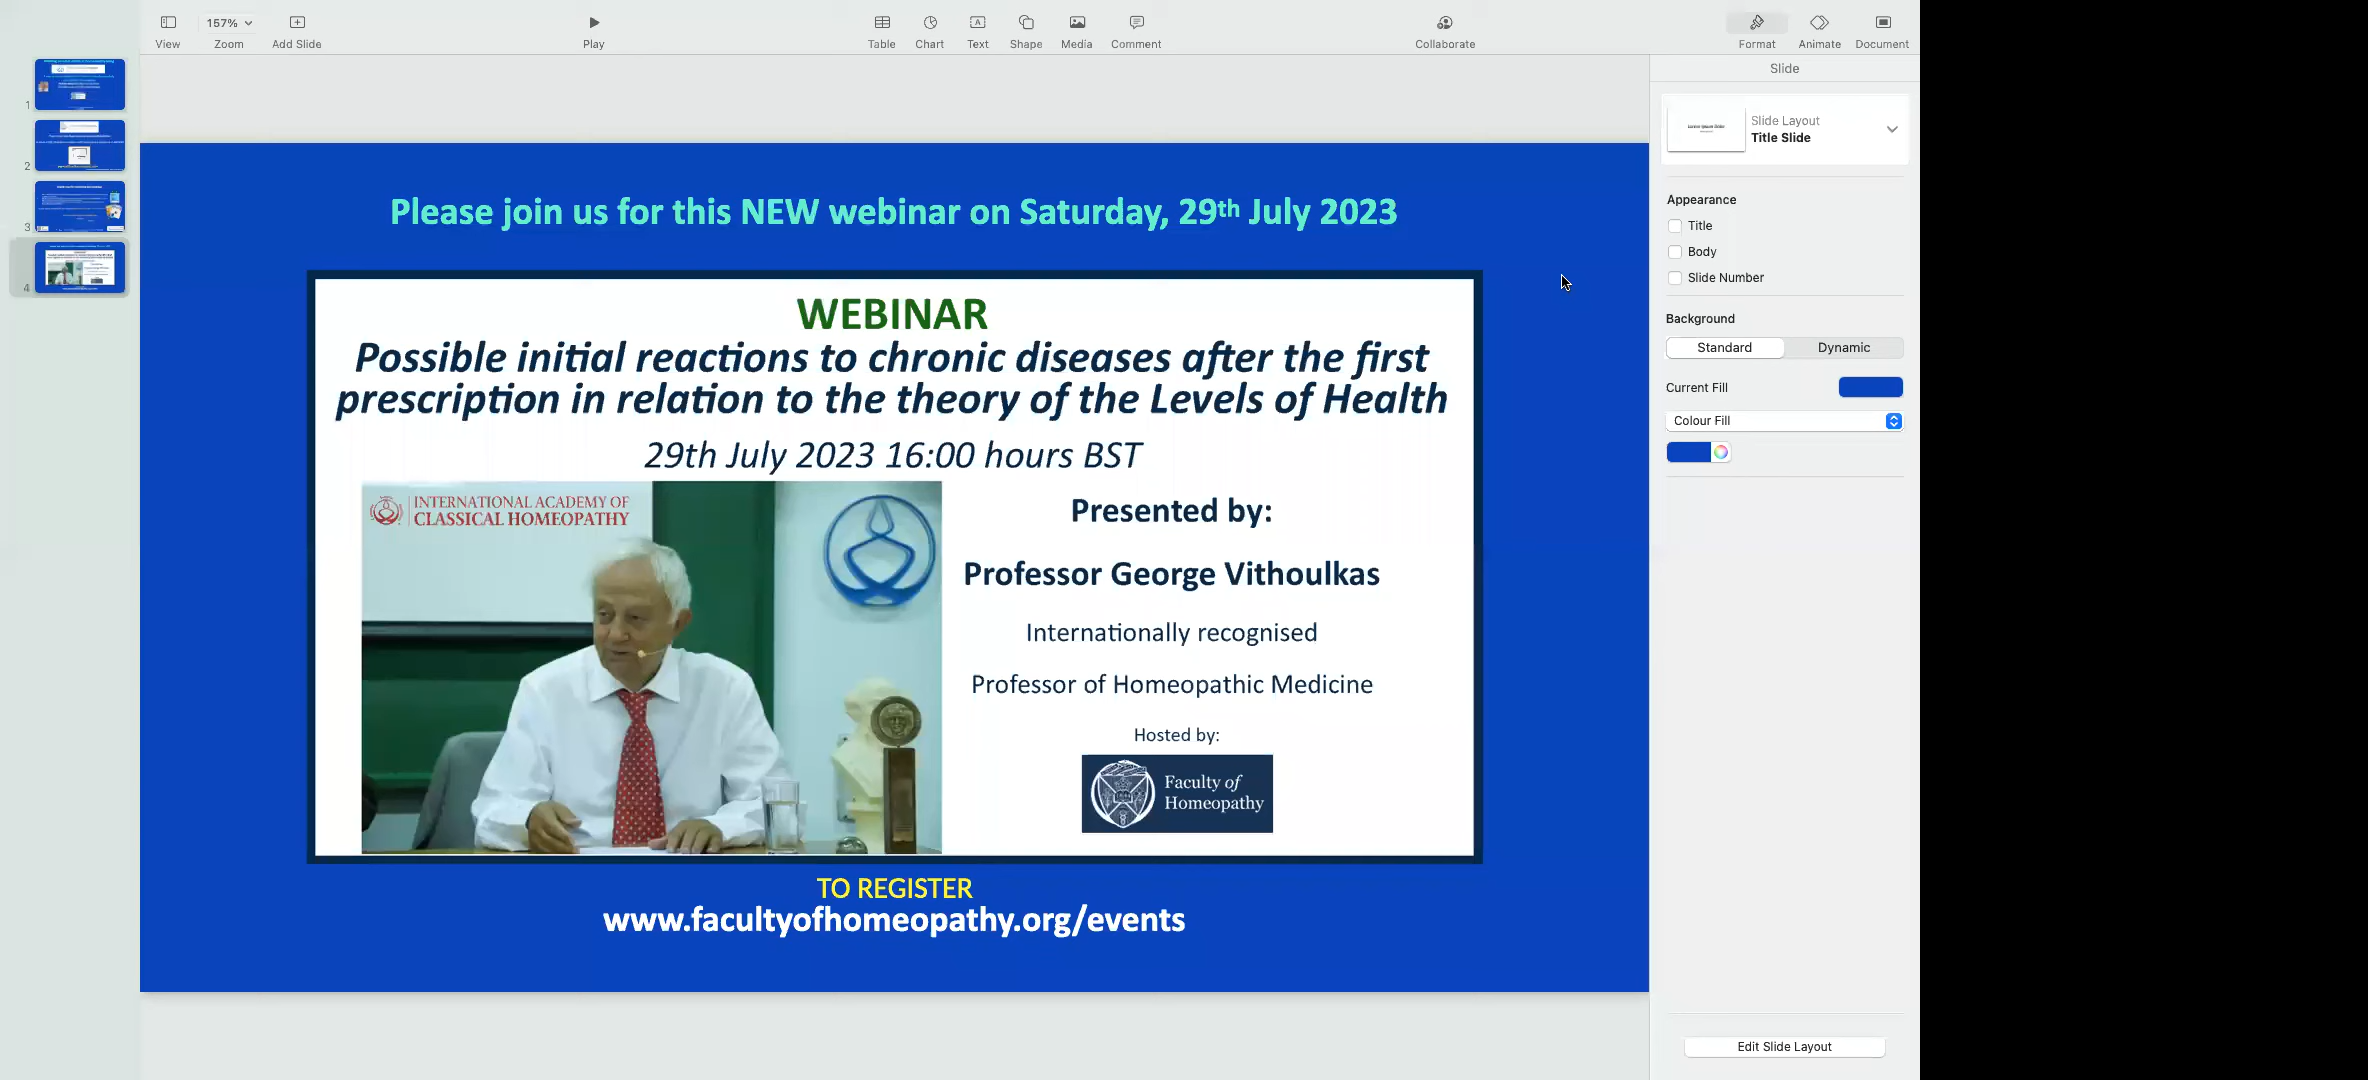 157%
View
Zoom
Add Slide
Play
Table
Chart
Text
Shape
Media
Comment
Collaborate
Format
Animate
Document
1
2
3
4
Please join us for this NEW webinar on Saturday, 29th July 2023
WEBINAR
Possible initial reactions to chronic diseases after the first
prescription in relation to the theory of the Levels of Health
29th July 2023 16:00 hours BST
INTERNATIONAL ACADEMY OF
CLASSICAL HOMEOPATHY
Presented by:
Professor George Vithoulkas
Internationally recognised
Professor of Homeopathic Medicine
Hosted by:
Faculty of
Homeopathy
TO REGISTER
www.facultyofhomeopathy.org/events
Slide
Slide Layout
Title Slide
Appearance
Title
Body
Slide Number
Background
Standard
Dynamic
Current Fill
Colour Fill
Edit Slide Layout